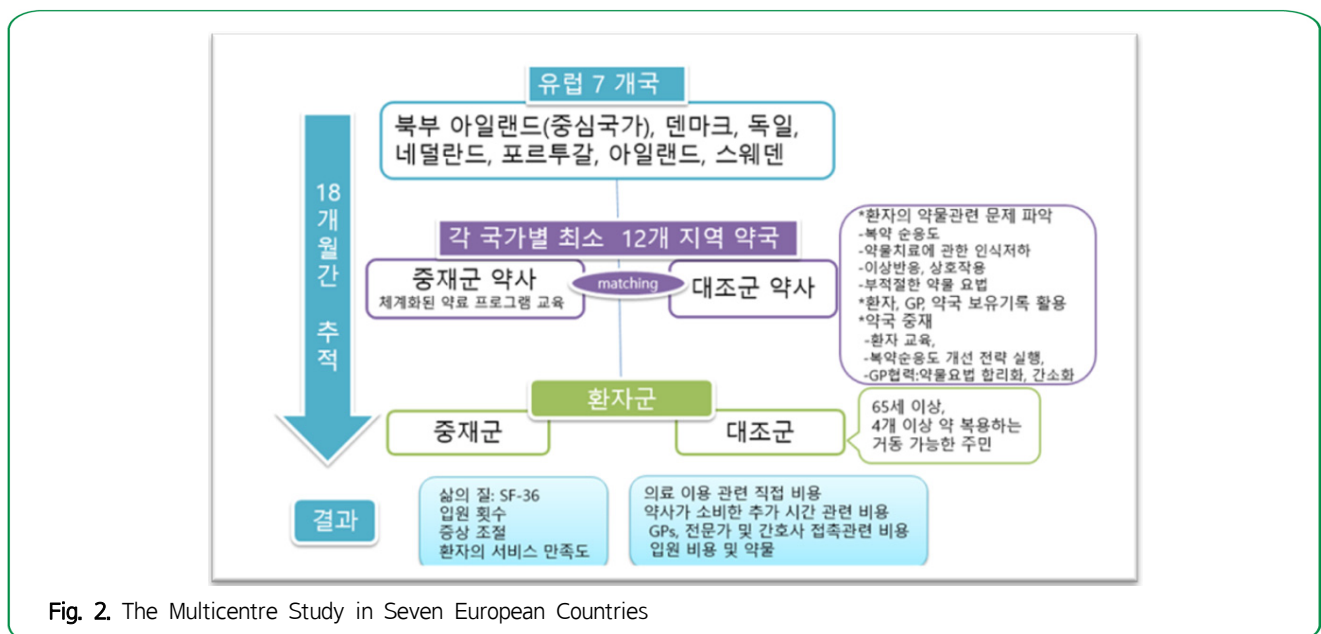 유럽 7 개국
북부 아일랜드(중심국가), 덴마크, 독일,
네덜란드, 포르투갈, 아일랜드, 스웨덴
18
개
월
간
추
적
각 국가별 최소 12개 지역 약국
중재군 약사
체계화된 약료 프로그램 교육
matching
대조군 약사
*환자의 약물관련 문제 파악
-복약 순응도
-약물치료에 관한 인식저하
-이상반응, 상호작용
-부적절한 약물 요법
*환자, GP, 약국 보유기록 활용
*약국 중재
-환자 교육,
-복약순응도 개선 전략 실행,
-GP협력:약물요법 합리화, 간소화
환자군
중재군
대조군
65세 이상,
4개 이상 약 복용하는
거동 가능한 주민
결과
삶의 질: SF-36
입원 횟수
증상 조절
환자의 서비스 만족도
의료 이용 관련 직접 비용
약사가 소비한 추가 시간 관련 비용
GPs, 전문가 및 간호사 접촉관련 비용
입원 비용 및 약물
Fig. 2. The Multicentre Study in Seven European Countries